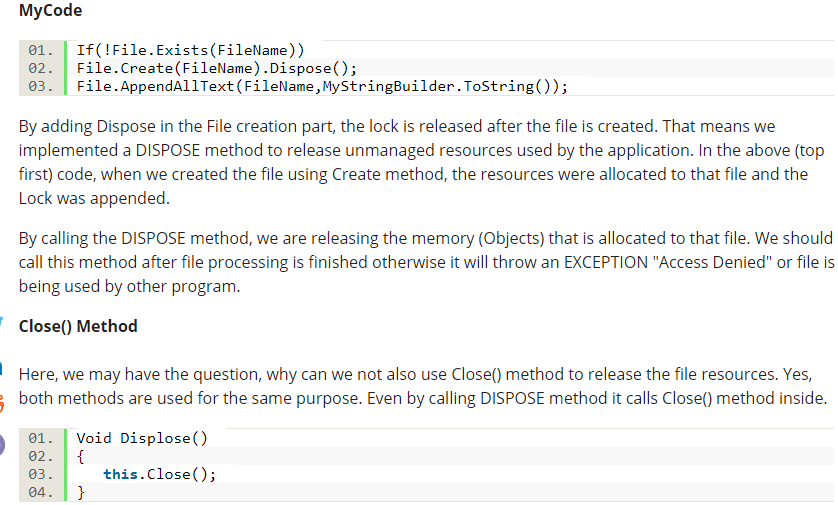 MyCode
01. If(!File.Exists(FileName))
02. File.Create(FileName).Dispose();
03. File.AppendAllText(FileName,MyStringBuilder.ToString());
By adding Dispose in the File creation part, the lock is released after the file is created. That means we
implemented a DISPOSE method to release unmanaged resources used by the application. In the above (top
first) code, when we created the file using Create method, the resources were allocated to that file and the
Lock was appended.
By calling the DISPOSE method, we are releasing the memory (Objects) that is allocated to that file. We should
call this method after file processing is finished otherwise it will throw an EXCEPTION "Access Denied" or file is
being used by other program.
Close() Method
Here, we may have the question, why can we not also use Close() method to release the file resources. Yes,
both methods are used for the same purpose. Even by calling DISPOSE method it calls Close() method inside.
01. Void Displose()
02. {
03. this.Close();
04. }